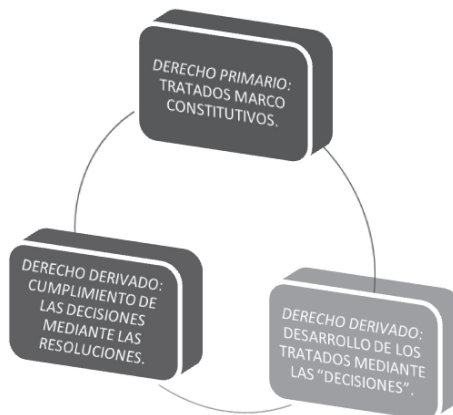 DERECHO PRIMARIO:
TRATADOS MARCO
CONSTITUTIVOS.
DERECHO DERIVADO:
CUMPLIMIENTO DE
LAS DECISIONES
MEDIANTE LAS
RESOLUCIONES.
DERECHO DERIVADO:
DESARROLLO DE LOS
TRATADOS MEDIANTE
LAS “DECISIONES”.